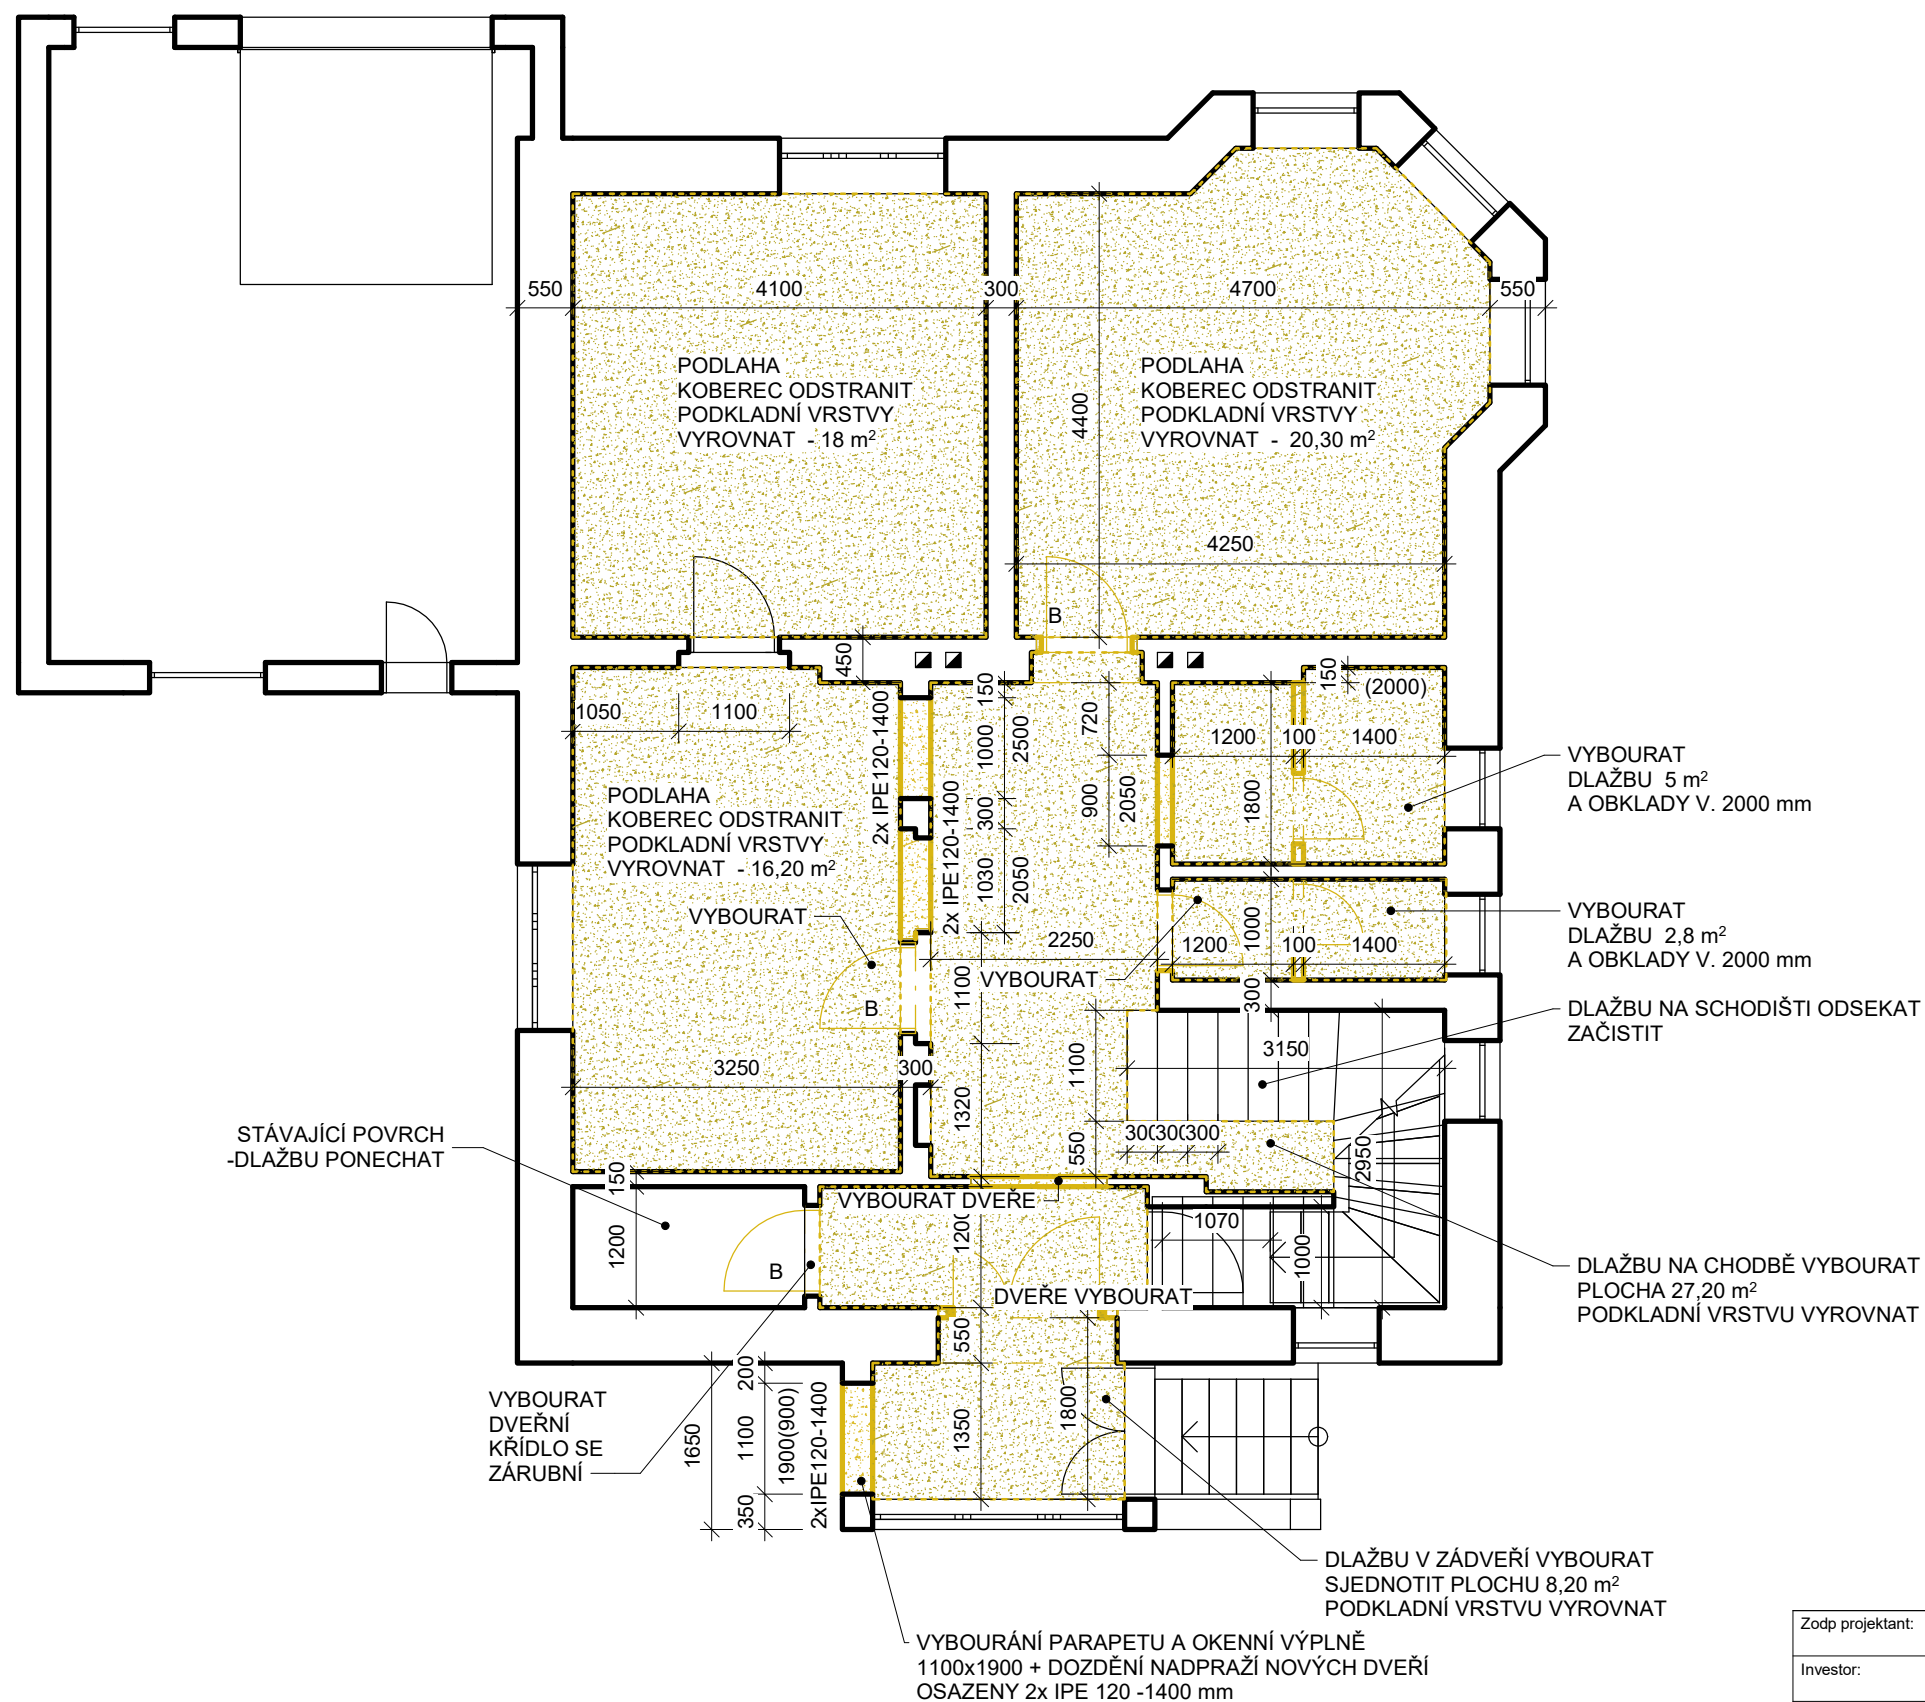 550
4100
300
4700
550
PODLAHA
KOBEREC ODSTRANIT
PODKLADNÍ VRSTVY
VYROVNAT - 18 m²
PODLAHA
KOBEREC ODSTRANIT
PODKLADNÍ VRSTVY
VYROVNAT - 20,30 m²
4400
4250
B
450
150
(2000)
1050
1100
2x IPE120-1400
150
1000
2500
720
1200
100
1400
VYBOURAT
DLAŽBU 5 m²
A OBKLADY V. 2000 mm
PODLAHA
KOBEREC ODSTRANIT
PODKLADNÍ VRSTVY
VYROVNAT - 16,20 m²
2x IPE120-1400
300
900
2050
1800
1030
2050
VYBOURAT
VYBOURAT
DLAŽBU 2,8 m²
A OBKLADY V. 2000 mm
2250
1200
1000
100
1400
VYBOURAT
1100
B
300
DLAŽBU NA SCHODIŠTI ODSEKAT
ZAČISTIT
3150
3250
300
1100
1320
STÁVAJÍCÍ POVRCH
-DLAŽBU PONECHAT
300
300
300
550
2950
150
VYBOURAT DVEŘE
1200
1200
1070
1000
B
DVEŘE VYBOURAT
DLAŽBU NA CHODBĚ VYBOURAT
PLOCHA 27,20 m²
PODKLADNÍ VRSTVU VYROVNAT
550
200
VYBOURAT
DVEŘNÍ
KŘÍDLO SE
ZÁRUBNÍ
1650
1100
1900(900)
2xIPE120-1400
1350
1800
350
DLAŽBU V ZÁDVEŘÍ VYBOURAT
SJEDNOTIT PLOCHU 8,20 m²
PODKLADNÍ VRSTVU VYROVNAT
VYBOURÁNÍ PARAPETU A OKENNÍ VÝPLNĚ
1100x1900 + DOZDĚNÍ NADPRAŽÍ NOVÝCH DVEŘÍ
OSAZENY 2x IPE 120 -1400 mm
Zodp projektant:
Investor: